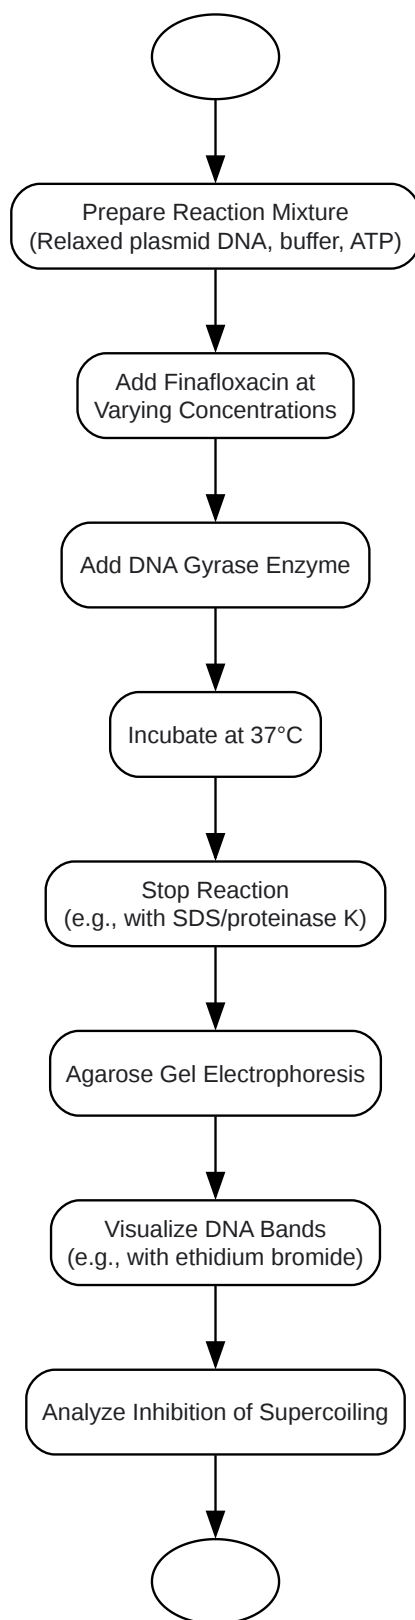 Prepare Reaction Mixture
(Relaxed plasmid DNA, buffer, ATP)
Add Finafloxacin at
Varying Concentrations
Add DNA Gyrase Enzyme
Incubate at 37°C
Stop Reaction
(e.g., with SDS/proteinase K)
Agarose Gel Electrophoresis
Visualize DNA Bands
(e.g., with ethidium bromide)
Analyze Inhibition of Supercoiling